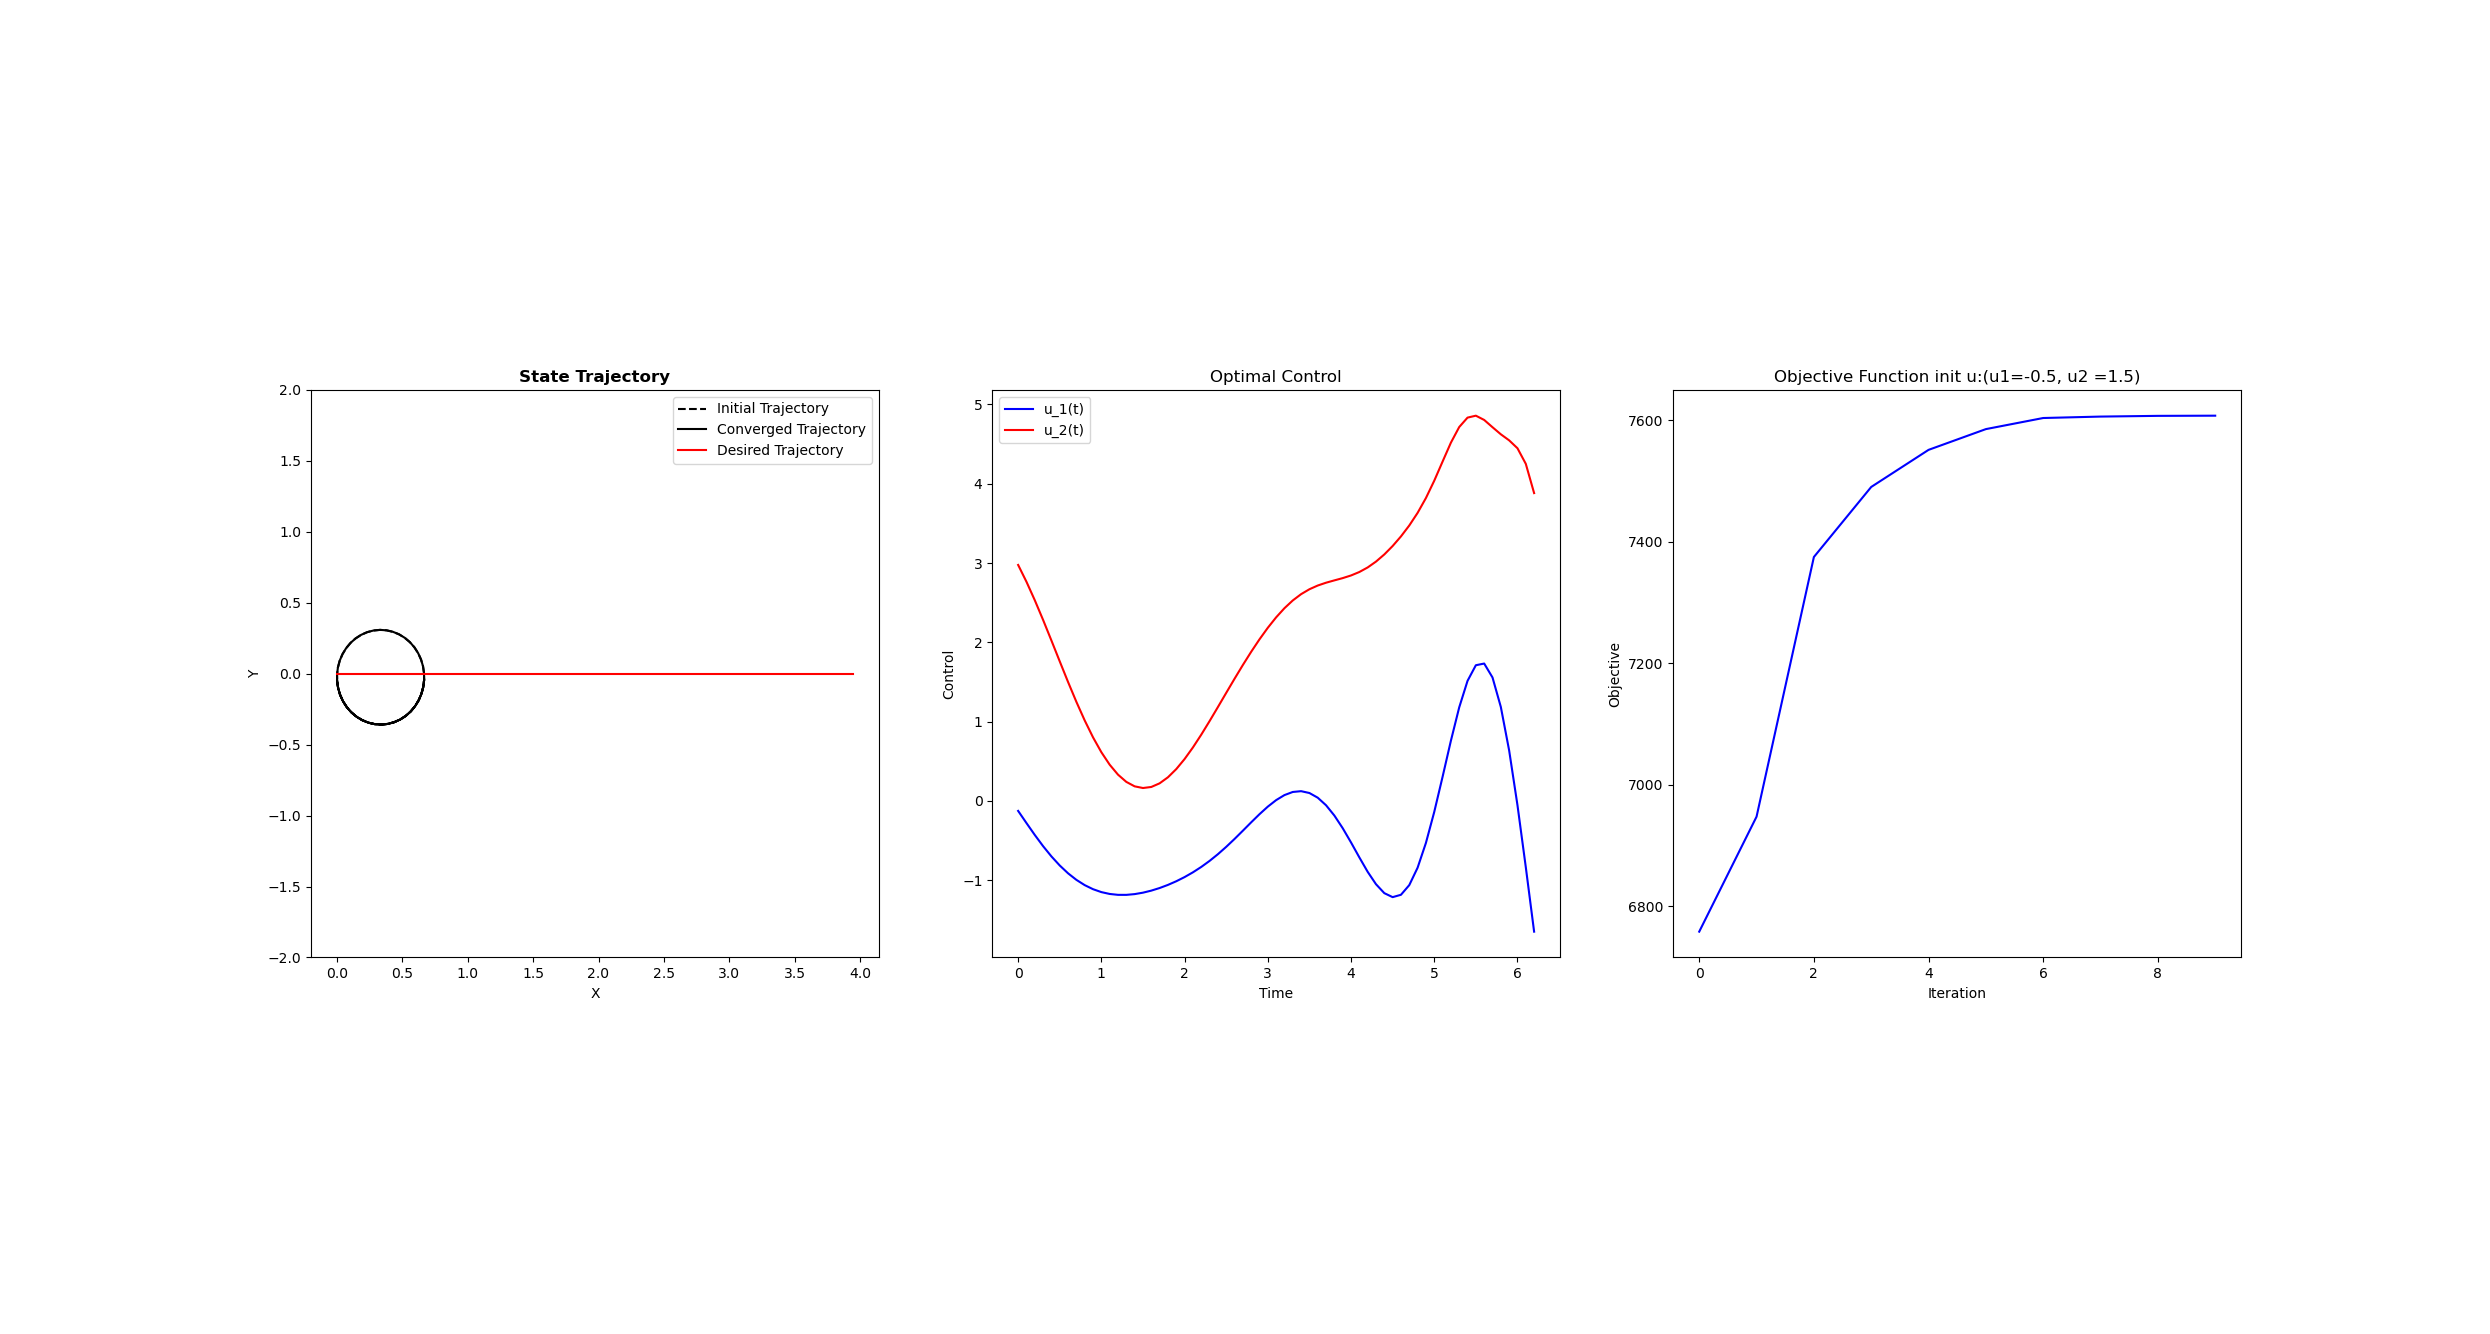 State Trajectory
Initial Trajectory
Converged Trajectory
Desired Trajectory
2.0
1.5
1.0
0.5
0.0
−0.5
−1.0
−1.5
−2.0
Y
0.0 0.5 1.0 1.5 2.0 2.5 3.0 3.5 4.0
X
Optimal Control
u_1(t)
u_2(t)
5
4
3
2
1
0
−1
Control
0 1 2 3 4 5 6
Time
Objective Function init u:(u1=-0.5, u2 =1.5)
7600
7400
7200
7000
6800
Objective
0 2 4 6 8
Iteration